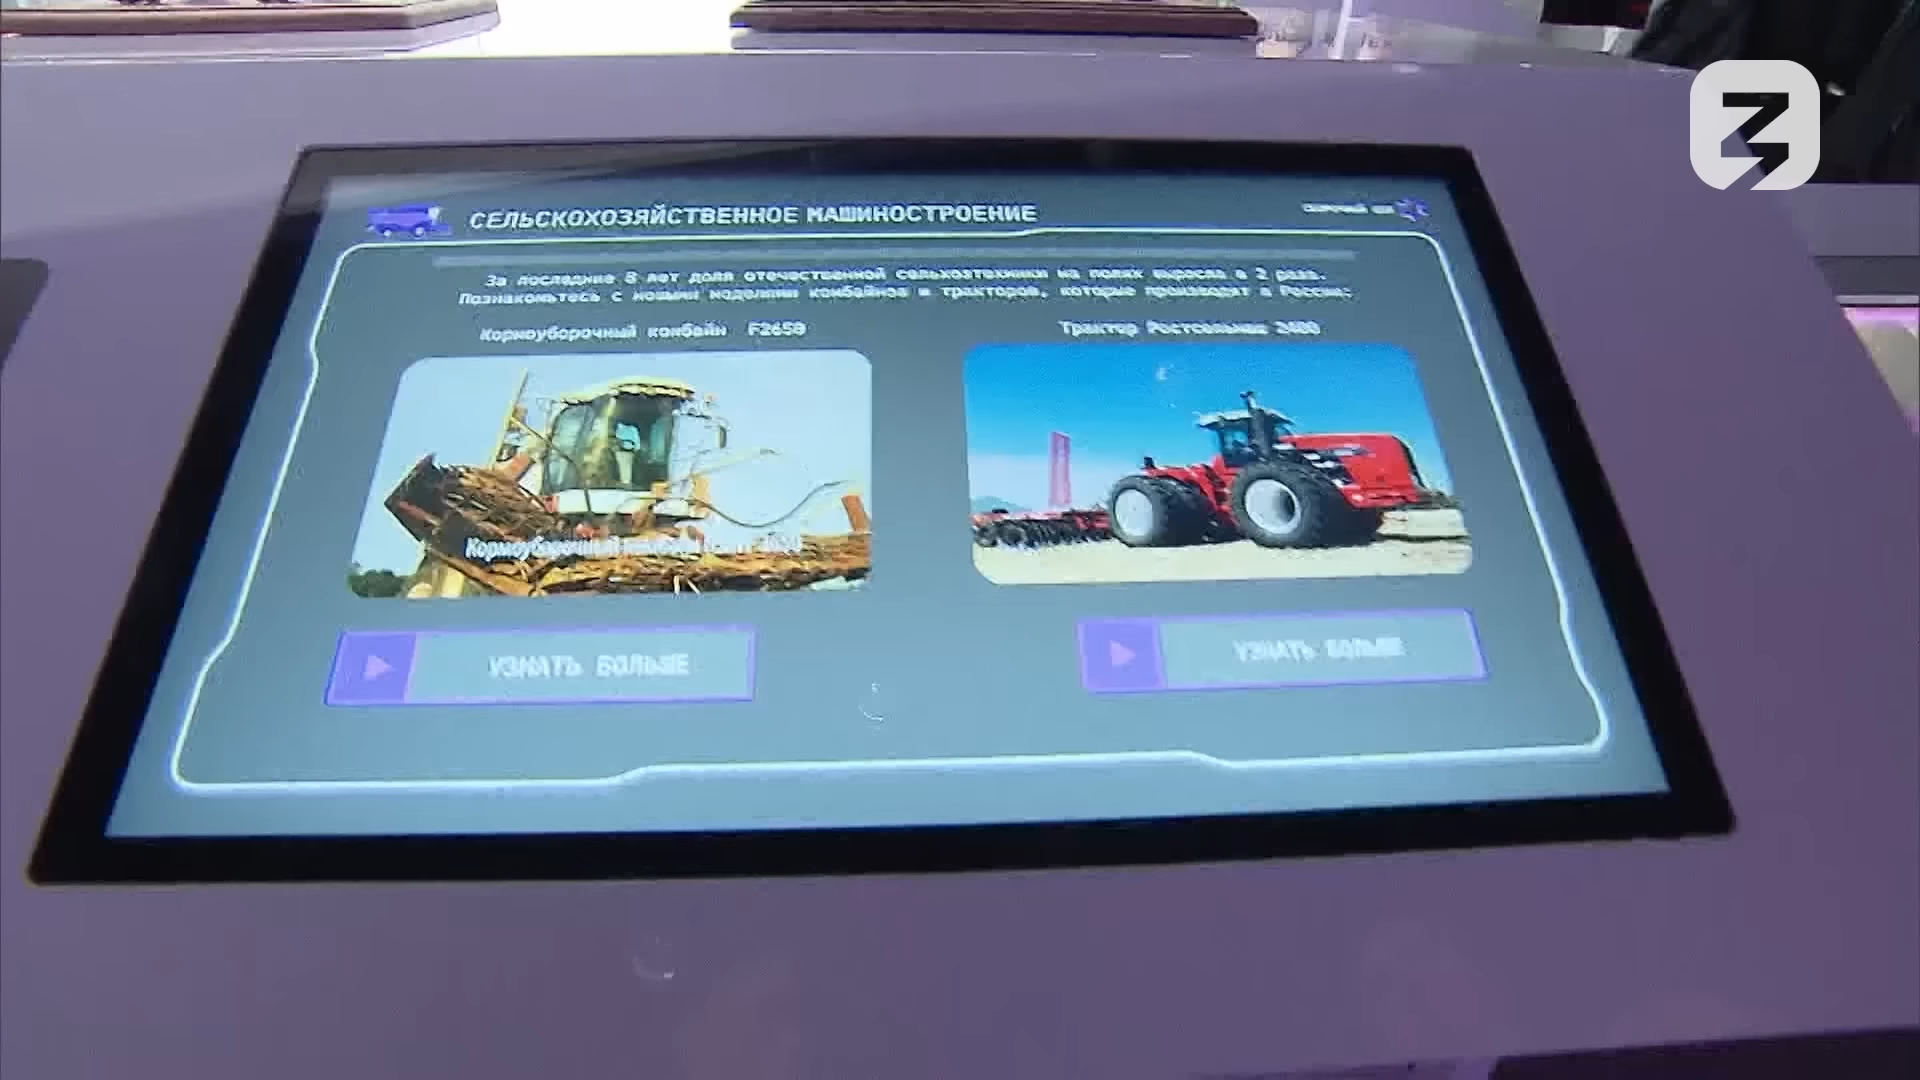 СЕЛЬСКОХОЗЯЙСТВЕННОЕ МАШИНОСТРОЕНИЕ
За последние 8 лет доля отечественной сельхозтехники на полях выросла в 2 раза.
Познакомьтесь с новыми моделями комбайнов и тракторов, которые производят в России:
Кормоуборочный комбайн F2650
Трактор Ростсельмаш 2400
Кормоуборочный
УЗНАТЬ БОЛЬШЕ
УЗНАТЬ БОЛЬШЕ